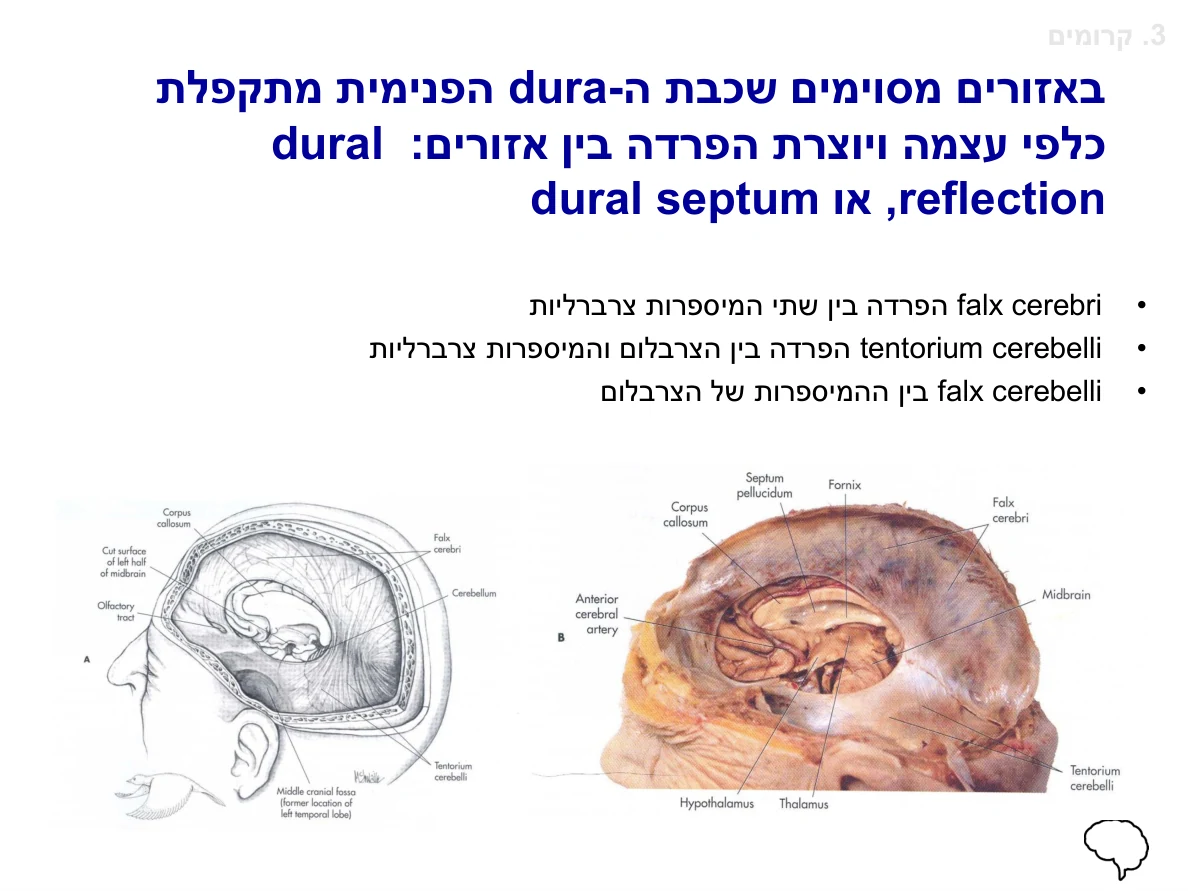 3. קרומים
באזורים מסוימים שכבת ה-dura הפנימית מתקפלת
כלפי עצמה ויוצרת הפרדה בין אזורים: dural
reflection, או dural septum
• falx cerebri הפרדה בין שתי המיספרות צרברליות
• tentorium cerebelli הפרדה בין הצרבלום והמיספרות צרברליות
• falx cerebelli בין ההמיספרות של הצרבלום
Corpus
callosum
Cut surface
of left half
of midbrain
Olfactory
tract
A
Falx
cerebri
Cerebellum
Tentorium
cerebelli
Middle cranial fossa
(former location of
left temporal lobe)
Septum
pellucidum
Fornix
Corpus
callosum
Falx
cerebri
Anterior
cerebral
artery
B
Midbrain
Hypothalamus
Thalamus
Tentorium
cerebelli